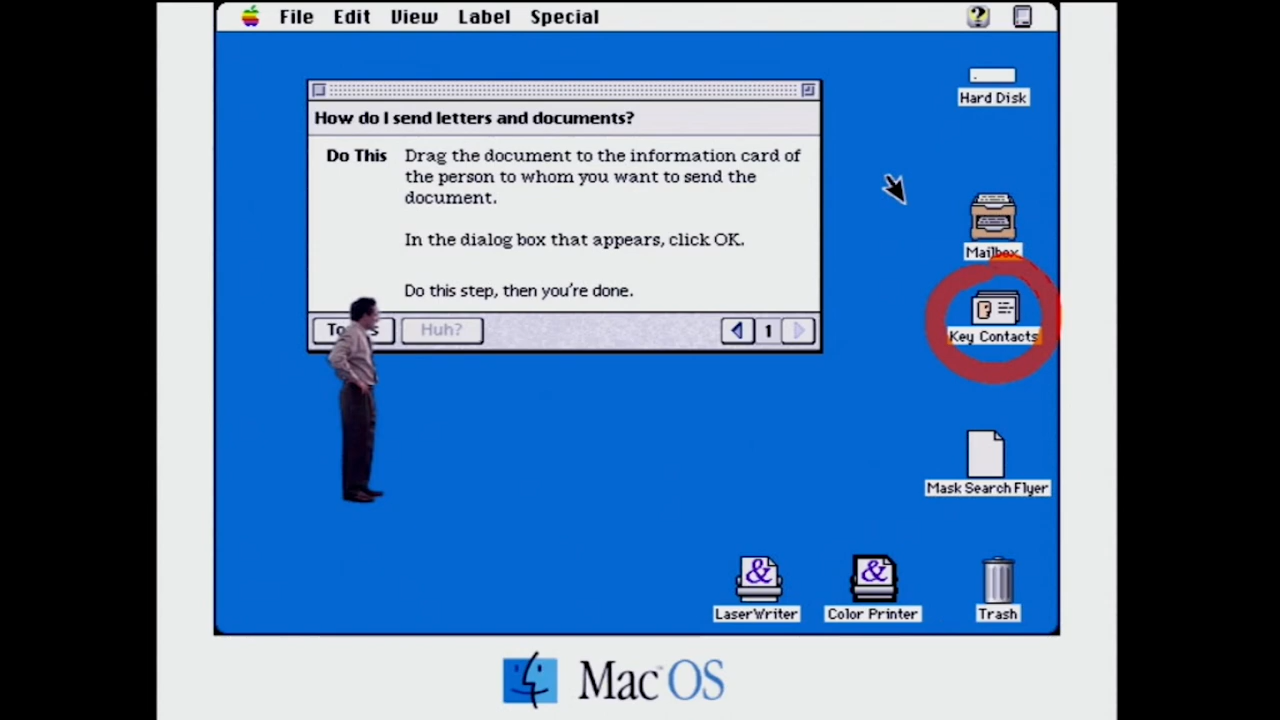 File Edit View Label Special
Hard Disk
How do I send letters and documents?
Do This
Drag the document to the information card of
the person to whom you want to send the
document.
In the dialog box that appears, click OK.
Do this step, then you're done.
Huh?
1
Mailbox
Key Contacts
Mask Search Flyer
LaserWriter
Color Printer
Trash
Mac OS